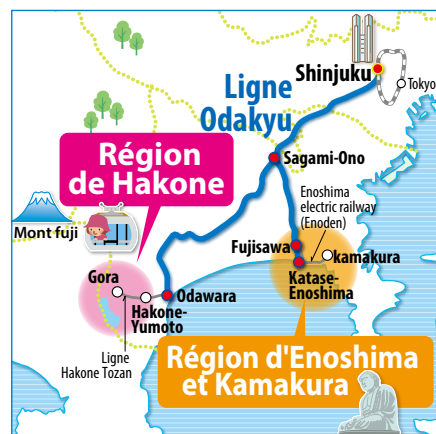 Shinjuku
Tokyo
Ligne
Odakyu
Région
de Hakone
Sagami-Ono
Enoshima
electric railway
(Enoden)
Mont fuji
Fujisawa
kamakura
Katase-
Enoshima
Gora
Odawara
Hakone-
Yumoto
Ligne
Hakone Tozan
Région d'Enoshima
et Kamakura